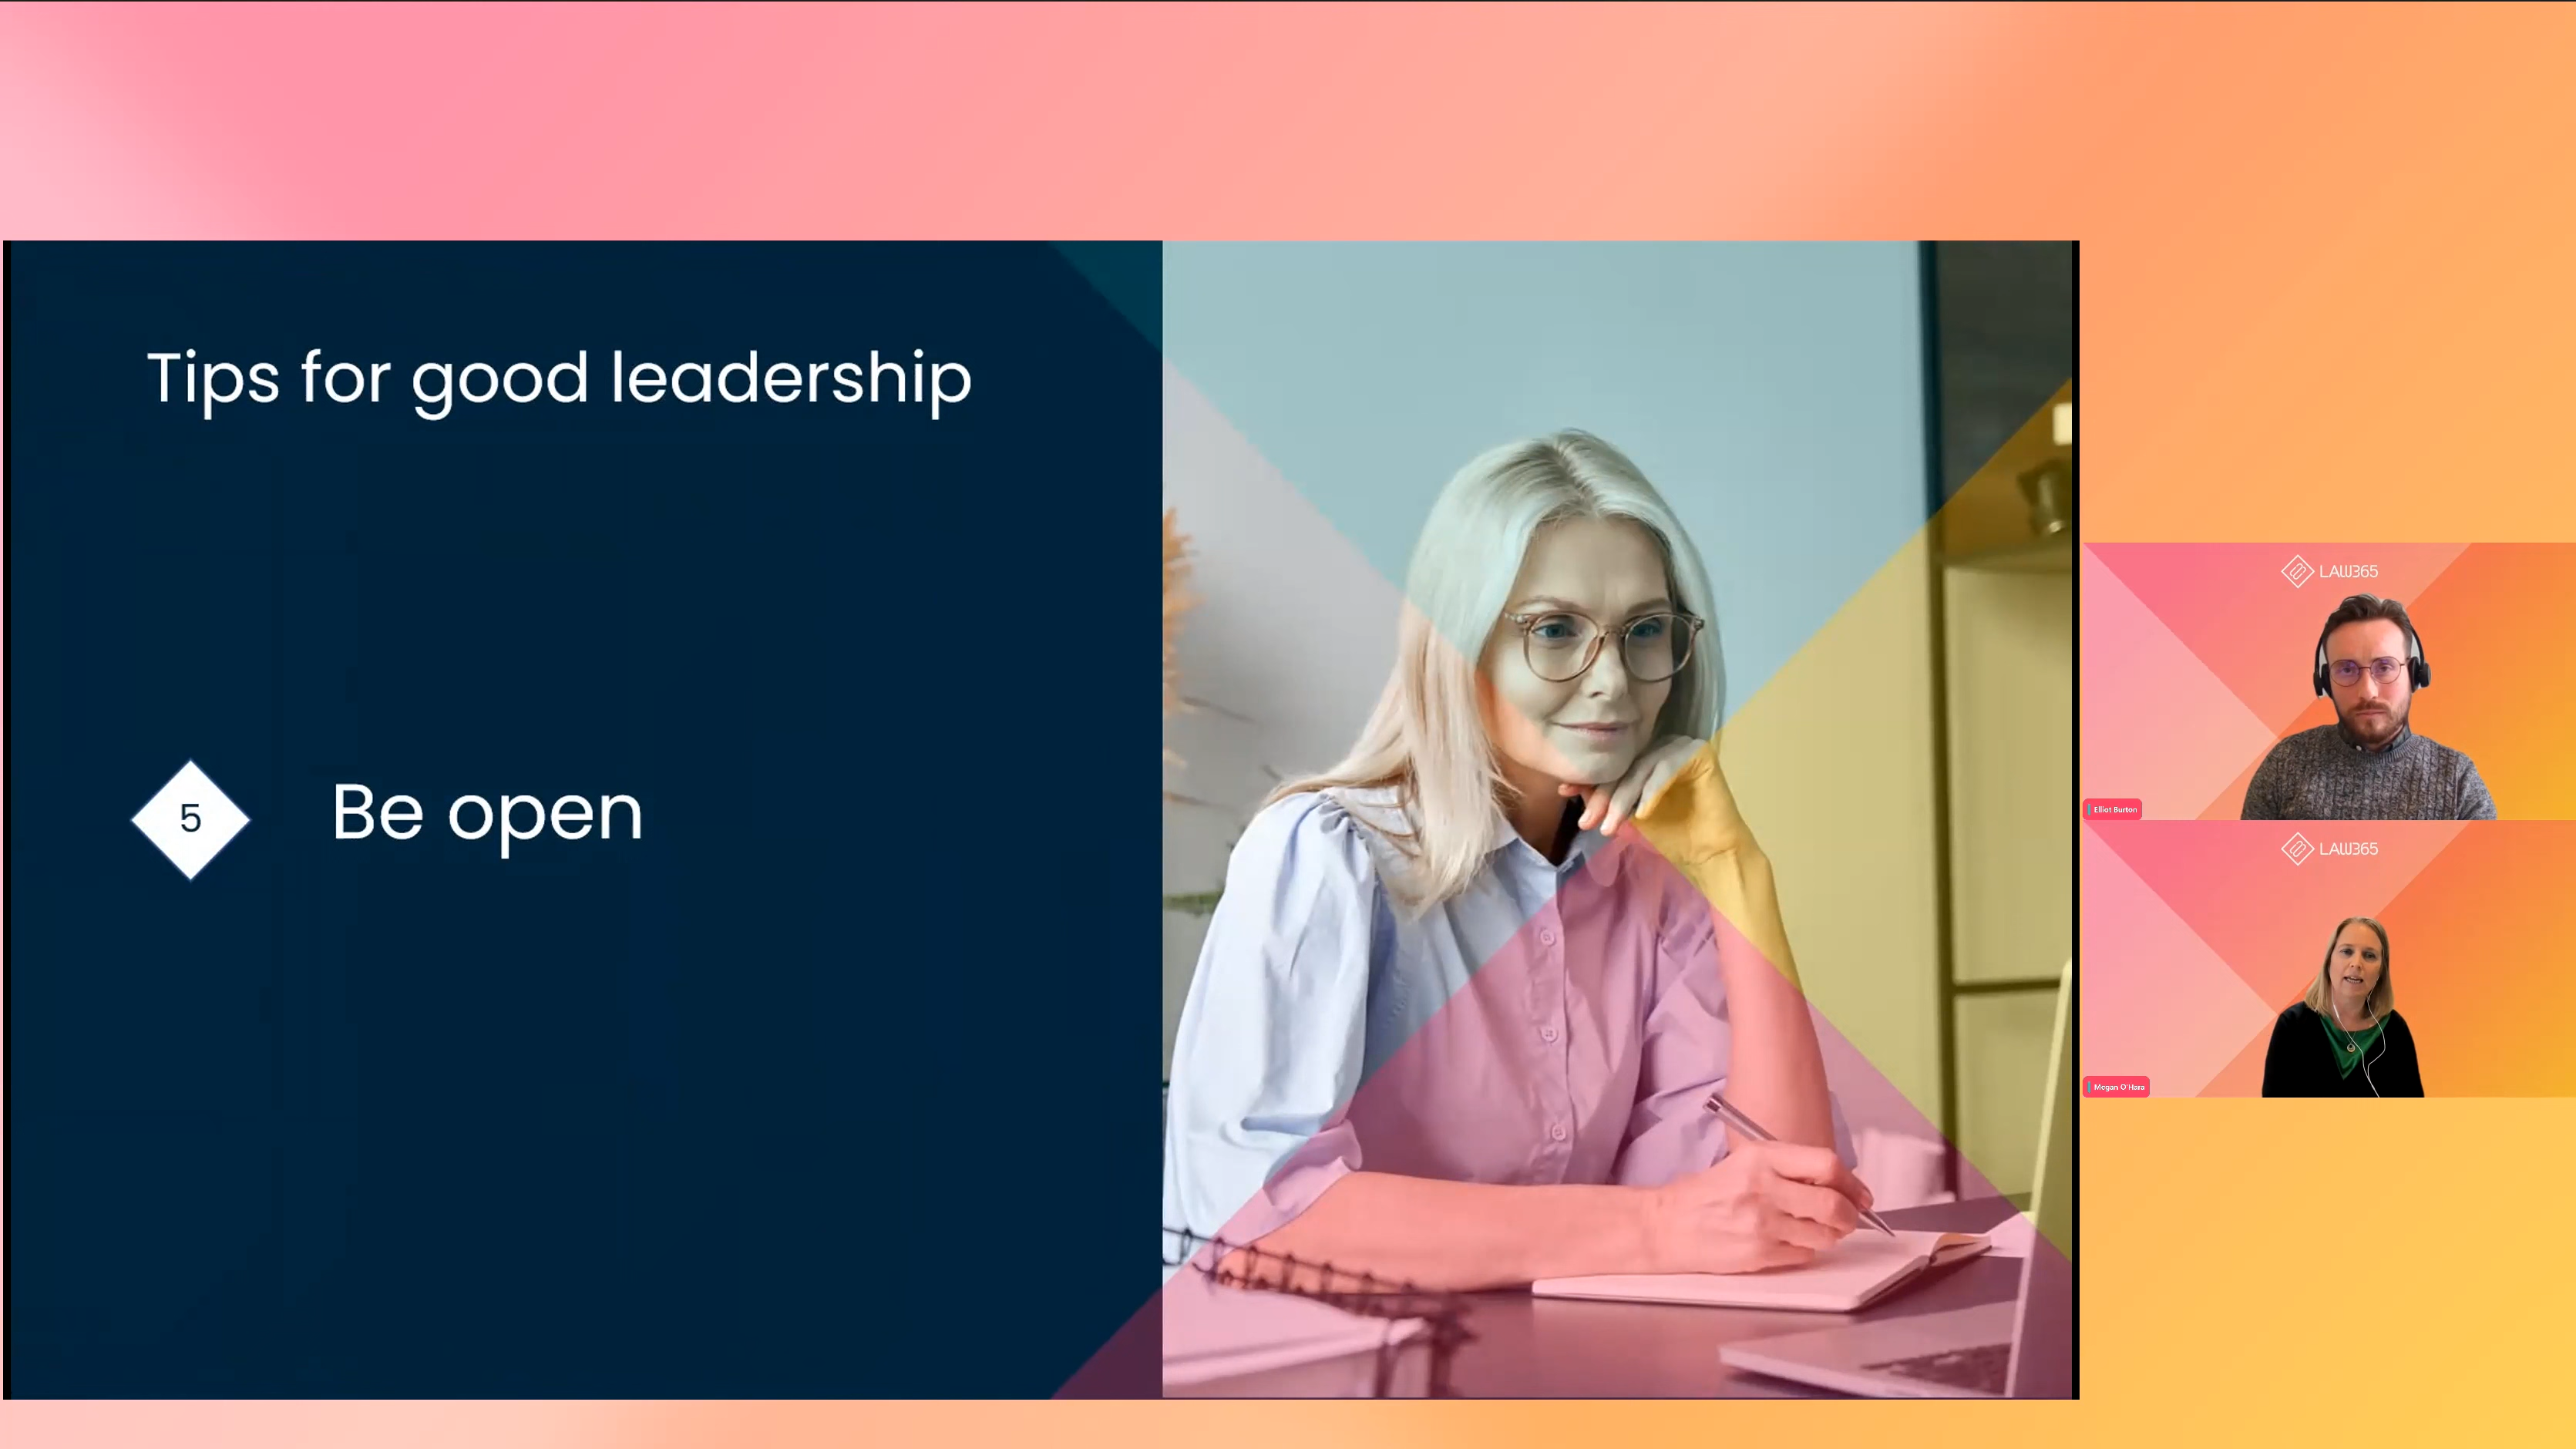 Tips for good leadership
5
Be open
LAW365
Elliot Burton
LAW365
Megan O'Hara